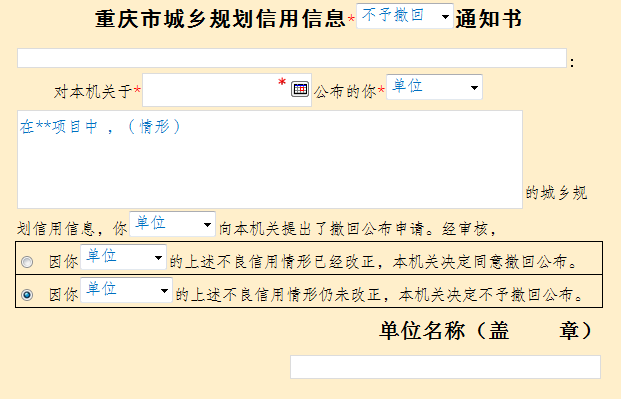 重庆市城乡规划信用信息*不予撤回通知书
：
对本机关于**公布的你*单位
在**项目中 ，（情形）
的城乡规
划信用信息，你单位向本机关提出了撤回公布申请。经审核，
因你单位的上述不良信用情形已经改正，本机关决定同意撤回公布。
因你单位的上述不良信用情形仍未改正，本机关决定不予撤回公布。
单位名称（盖 章）